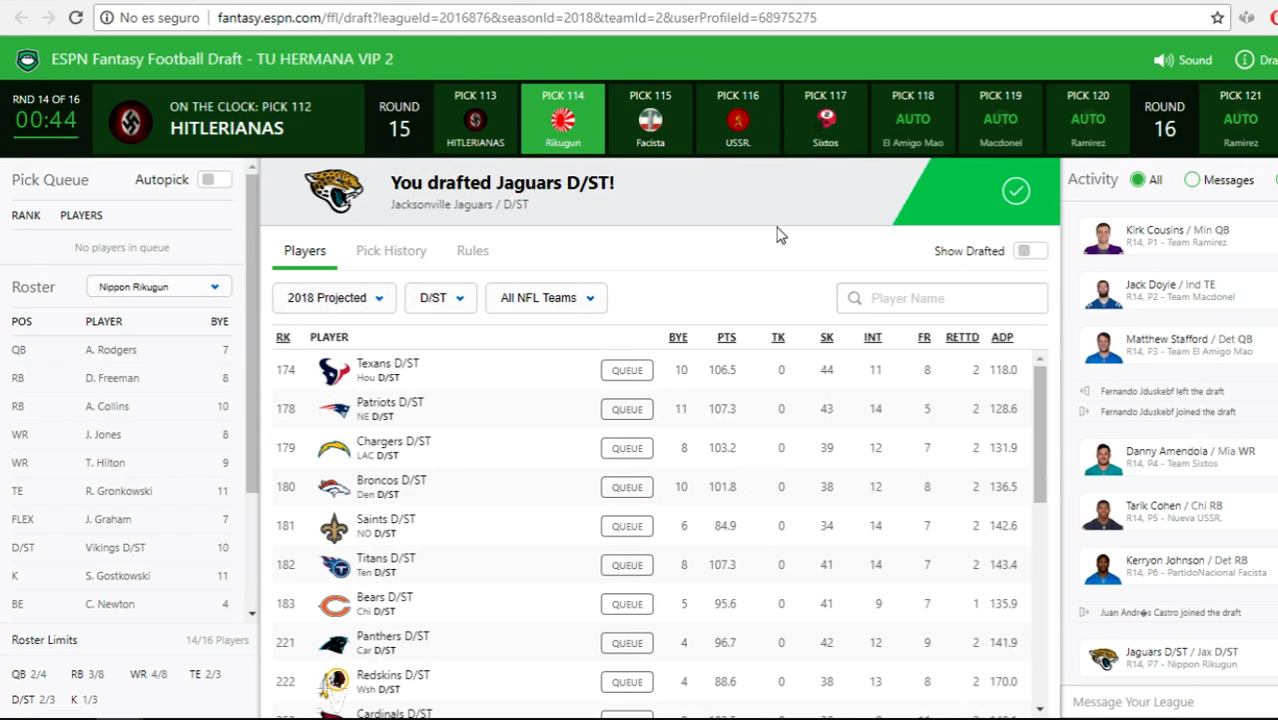 No es seguro | fantasy.espn.com/ffl/draft?leagueId=2016876&seasonId=2018&teamId=2&userProfileId=68975275
ESPN Fantasy Football Draft - TU HERMANA VIP 2
Sound
Dra
RND 14 OF 16
00:44
ON THE CLOCK: PICK 112
HITLERIANAS
ROUND
15
PICK 113
HITLERIANAS
PICK 114
Rikugun
PICK 115
Facista
PICK 116
USSR.
PICK 117
Sixtos
PICK 118
AUTO
El Amigo Mao
PICK 119
AUTO
Macdonel
PICK 120
AUTO
Ramirez
ROUND
16
PICK 121
AUTO
Ramirez
Pick Queue Autopick
RANK PLAYERS
No players in queue
Roster Nippon Rikugun
POS PLAYER BYE
QB A. Rodgers 7
RB D. Freeman 8
RB A. Collins 10
WR J. Jones 8
WR T. Hilton 9
TE R. Gronkowski 11
FLEX J. Graham 7
D/ST Vikings D/ST 10
K S. Gostkowski 11
BE C. Newton 4
Roster Limits 14/16 Players
QB 2/4 RB 3/8 WR 4/8 TE 2/3
D/ST 2/3 K 1/3
You drafted Jaguars D/ST!
Jacksonville Jaguars / D/ST
Players Pick History Rules Show Drafted
2018 Projected D/ST All NFL Teams Player Name
RK PLAYER BYE PTS TK SK INT FR RETTD ADP
174 Texans D/ST Hou D/ST QUEUE 10 106.5 0 44 11 8 2 118.0
178 Patriots D/ST NE D/ST QUEUE 11 107.3 0 43 14 5 2 128.6
179 Chargers D/ST LAC D/ST QUEUE 8 103.2 0 39 12 7 2 131.9
180 Broncos D/ST Den D/ST QUEUE 10 101.8 0 38 12 8 2 136.5
181 Saints D/ST NO D/ST QUEUE 6 84.9 0 34 14 7 2 142.6
182 Titans D/ST Ten D/ST QUEUE 8 107.3 0 41 14 7 2 143.4
183 Bears D/ST Chi D/ST QUEUE 5 95.6 0 41 9 7 1 135.9
221 Panthers D/ST Car D/ST QUEUE 4 96.7 0 42 12 9 2 141.9
222 Redskins D/ST Wsh D/ST QUEUE 4 88.6 0 38 13 8 2 170.0
Cardinals D/ST
Activity All Messages
Kirk Cousins / Min QB
R14, P1 - Team Ramirez
Jack Doyle / Ind TE
R14, P2 - Team Macdonel
Matthew Stafford / Det QB
R14, P3 - Team El Amigo Mao
Fernando Jduskebf left the draft
Fernando Jduskebf joined the draft
Danny Amendola / Mia WR
R14, P4 - Team Sixtos
Tarik Cohen / Chi RB
R14, P5 - Nueva USSR.
Kerryon Johnson / Det RB
R14, P6 - PartidoNacional Facista
Juan Andr�s Castro joined the draft
Jaguars D/ST / Jax D/ST
R14, P7 - Nippon Rikugun
Message Your League